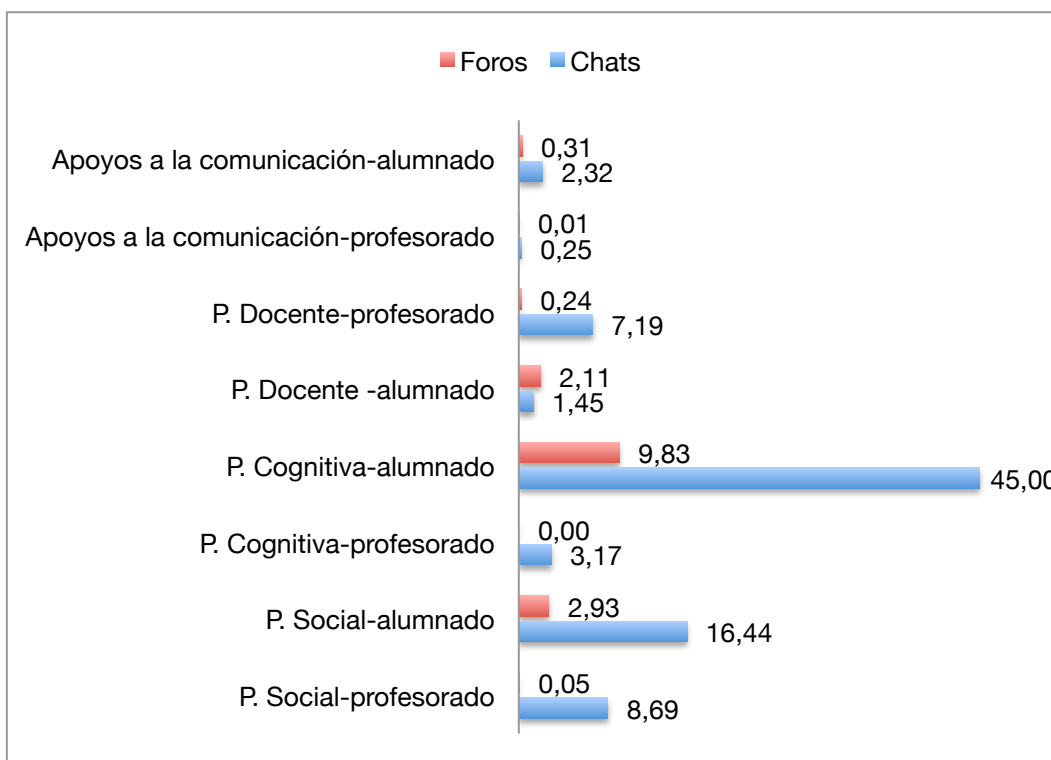 Foros Chats
Apoyos a la comunicación-alumnado 0,31
2,32
Apoyos a la comunicación-profesorado 0,01
0,25
P. Docente-profesorado 0,24
7,19
P. Docente -alumnado 2,11
1,45
P. Cognitiva-alumnado 9,83
45,00
P. Cognitiva-profesorado 0,00
3,17
P. Social-alumnado 2,93
16,44
P. Social-profesorado 0,05
8,69